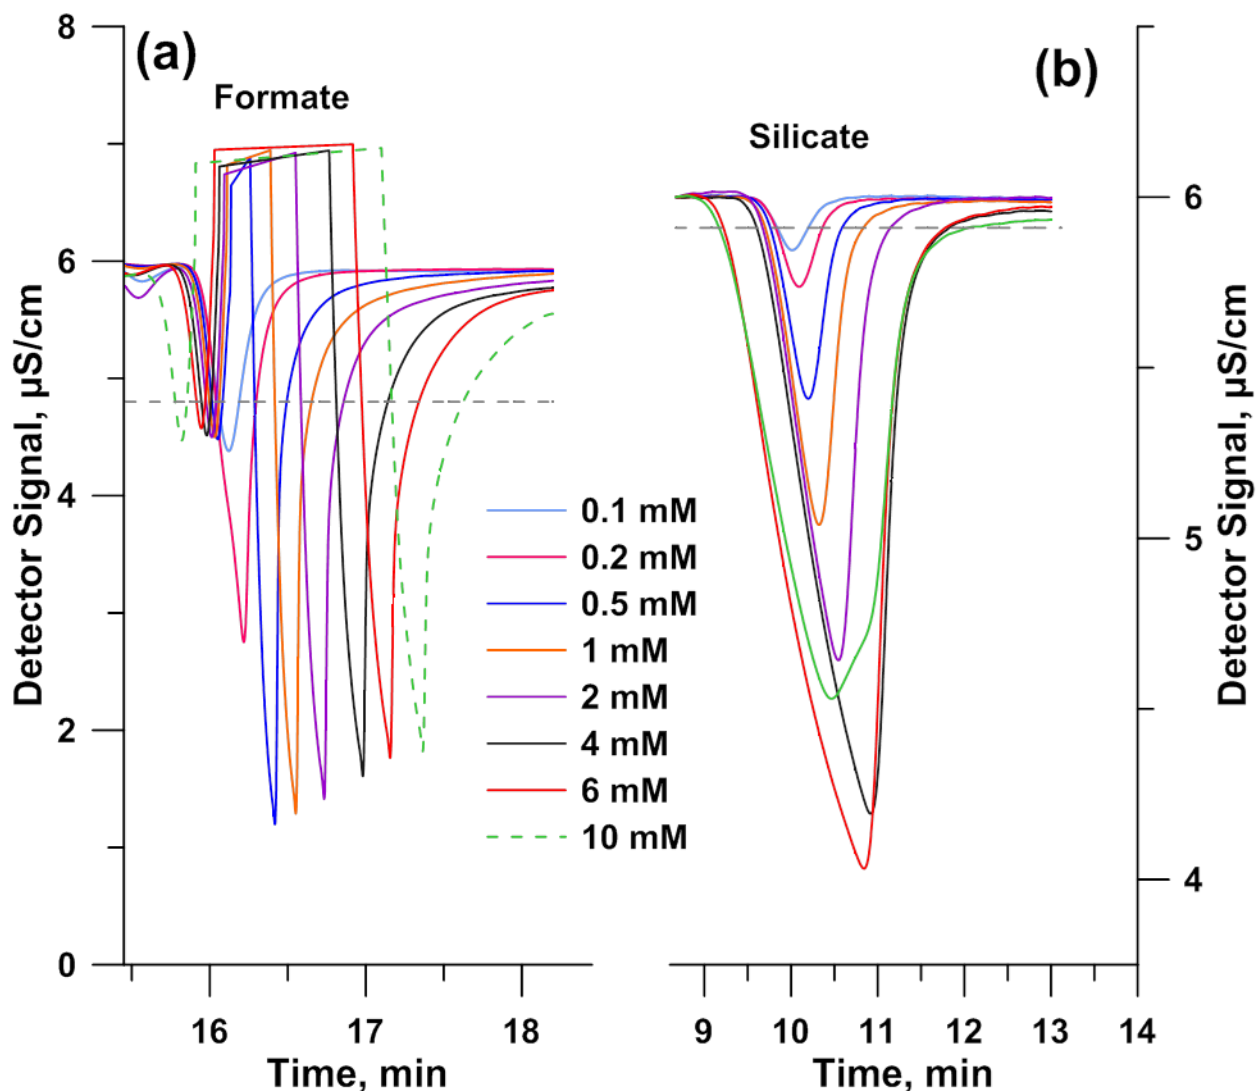 (a)
Formate
8
6
4
2
0
Detector Signal, µS/cm
16 17 18
Time, min
0.1 mM
0.2 mM
0.5 mM
1 mM
2 mM
4 mM
6 mM
10 mM
(b)
Silicate
6
5
4
Detector Signal, µS/cm
9 10 11 12 13 14
Time, min